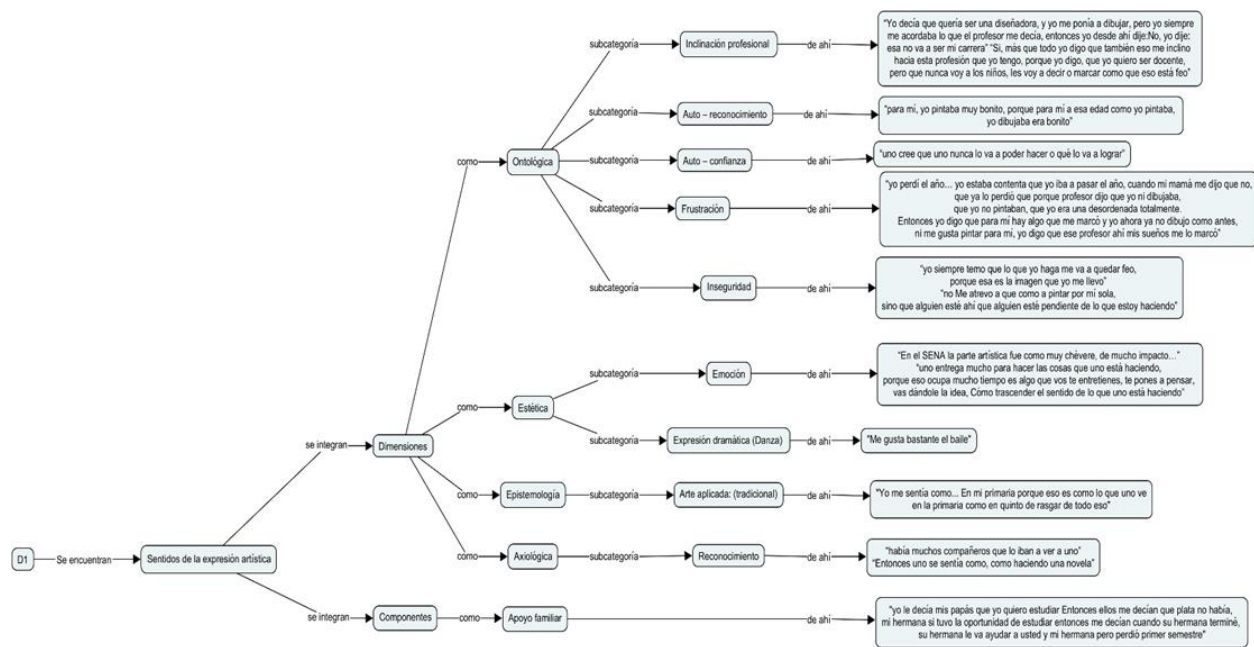 "Yo decía que quería ser una diseñadora, y yo me ponía a dibujar, pero yo siempre
me acordaba lo que el profesor me decía, entonces yo desde ahí dije:No, yo dije:
esa no va a ser mi carrera" "Si, más que todo yo digo que también eso me inclino
hacia esta profesión que yo tengo, porque yo digo, que yo quiero ser docente,
pero que nunca voy a los niños, les voy a decir o marcar como que eso está feo"
subcategoría
Inclinación profesional
de ahí
"para mí, yo pintaba muy bonito, porque para mí a esa edad como yo pintaba,
yo dibujaba era bonito"
subcategoría
Auto – reconocimiento
de ahí
como
Ontológica
subcategoría
Auto – confianza
de ahí
"uno cree que uno nunca lo va a poder hacer o qué lo va a lograr"
"yo perdí el año... yo estaba contenta que yo iba a pasar el año, cuando mi mamá me dijo que no,
que ya lo perdió que porque profesor dijo que yo ni dibujaba,
que yo no pintaban, que yo era una desordenada totalmente.
Entonces yo digo que para mí hay algo que me marcó y yo ahora ya no dibujo como antes,
ni me gusta pintar para mí, yo digo que ese profesor ahí mis sueños me lo marcó"
subcategoría
Frustración
de ahí
"yo siempre temo que lo que yo haga me va a quedar feo,
porque esa es la imagen que yo me llevo"
"no Me atrevo a que como a pintar por mí sola,
sino que alguien esté ahí que alguien esté pendiente de lo que estoy haciendo"
subcategoría
Inseguridad
de ahí
"En el SENA la parte artística fue como muy chévere, de mucho impacto..."
"uno entrega mucho para hacer las cosas que uno está haciendo,
porque eso ocupa mucho tiempo es algo que vos te entretienes, te pones a pensar,
vas dándole la idea, Cómo trascender el sentido de lo que uno está haciendo"
subcategoría
Emoción
de ahí
como
Estética
subcategoría
Expresión dramática (Danza)
de ahí
"Me gusta bastante el baile"
se integran
Dimensiones
como
Epistemología
subcategoría
Arte aplicada: (tradicional)
de ahí
"Yo me sentía como... En mi primaria porque eso es como lo que uno ve
en la primaria como en quinto de rasgar de todo eso"
D1
Se encuentran
Sentidos de la expresión artística
como
Axiológica
subcategoría
Reconocimiento
de ahí
"había muchos compañeros que lo iban a ver a uno"
"Entonces uno se sentía como, como haciendo una novela"
se integran
Componentes
como
Apoyo familiar
de ahí
"yo le decía mis papás que yo quiero estudiar Entonces ellos me decían que plata no había,
mi hermana si tuvo la oportunidad de estudiar entonces me decían cuando su hermana terminé,
su hermana le va ayudar a usted y mi hermana pero perdió primer semestre"